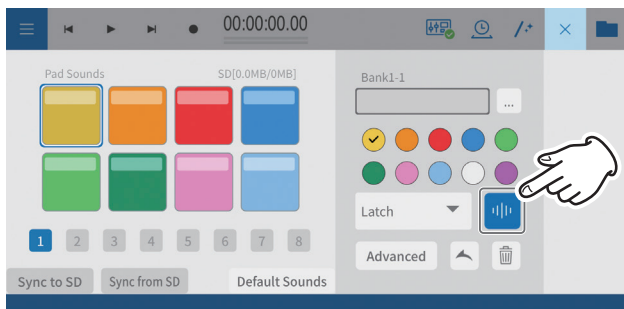 00:00:00.00
Pad Sounds SD[0.0MB/0MB]
1 2 3 4 5 6 7 8
Sync to SD Sync from SD Default Sounds
Bank1-1
...
Latch
Advanced